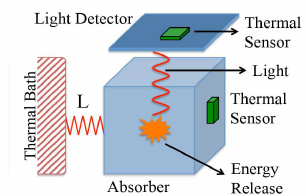 Light Detector
Thermal
Sensor
Light
Thermal Bath
L
Thermal
Sensor
Energy
Release
Absorber